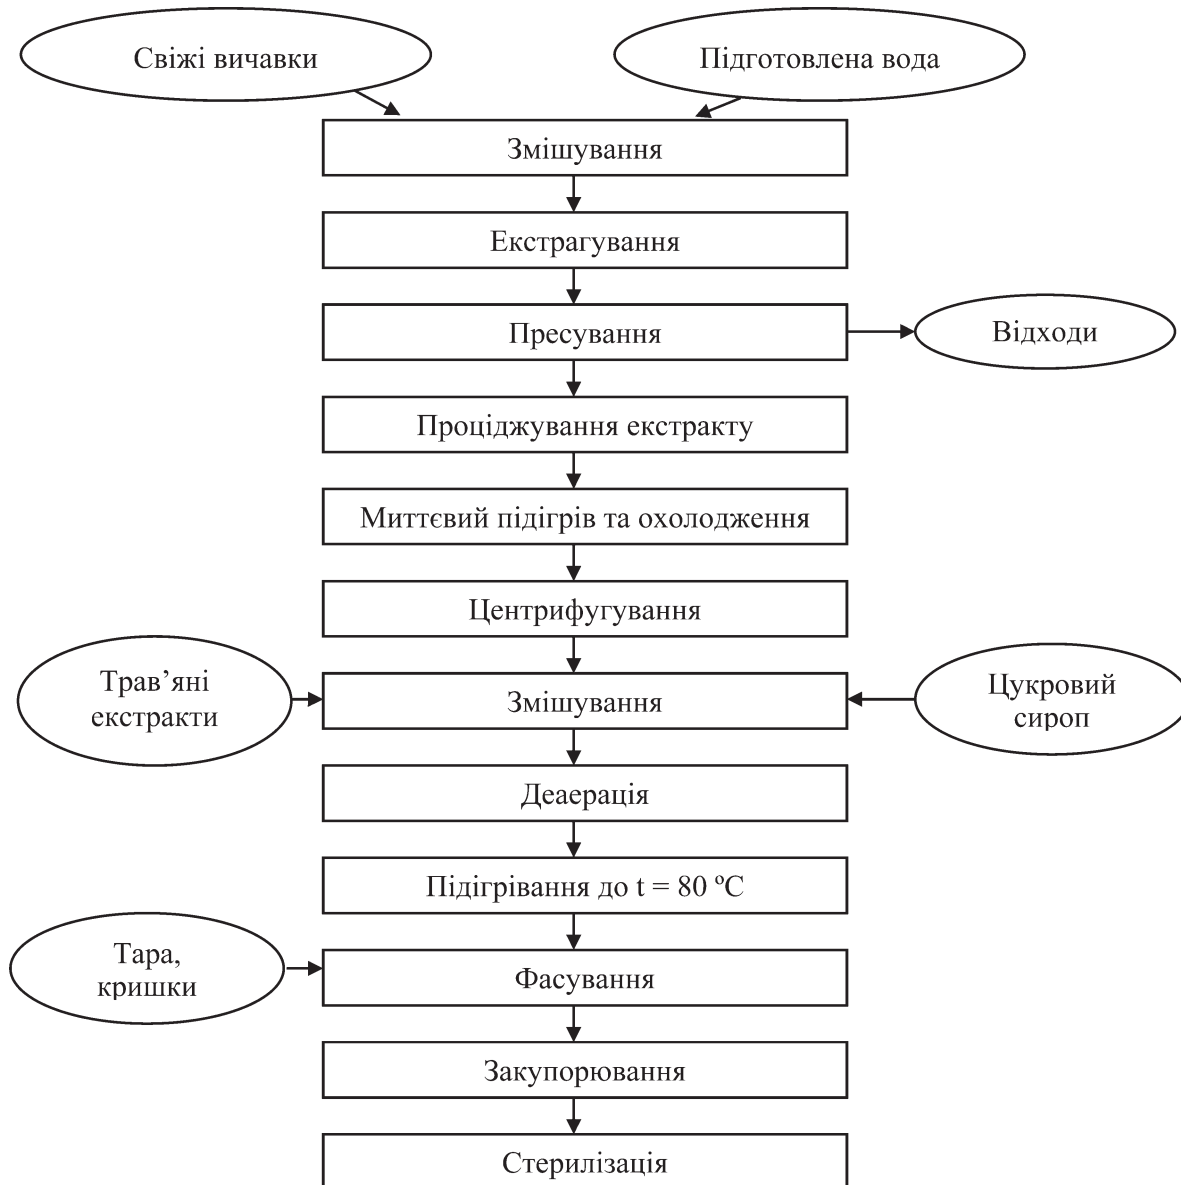 Свіжі вичавки
Підготовлена вода
Змішування
Екстрагування
Пресування
Відходи
Проціджування екстракту
Миттєвий підігрів та охолодження
Центрифугування
Трав’яні
екстракти
Змішування
Цукровий
сироп
Деаерація
Підігрівання до t = 80 ºС
Тара,
кришки
Фасування
Закупорювання
Стерилізація